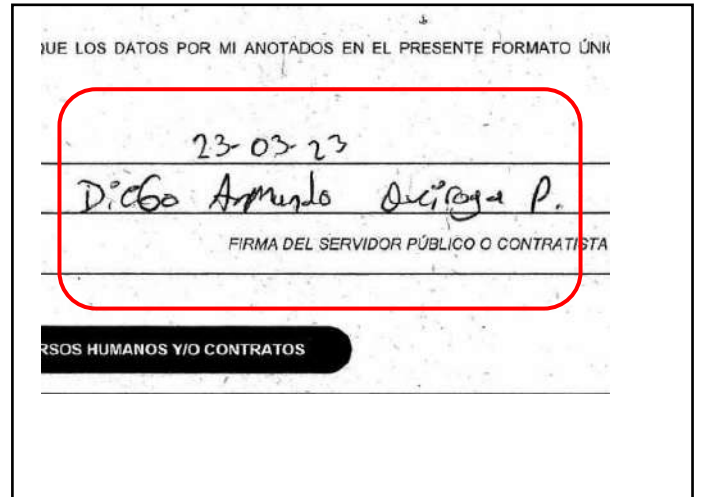 QUE LOS DATOS POR MI ANOTADOS EN EL PRESENTE FORMATO ÚNI
23-03-23
Diego Armando Quiroga P.
FIRMA DEL SERVIDOR PÚBLICO O CONTRATISTA
RSOS HUMANOS Y/O CONTRATOS